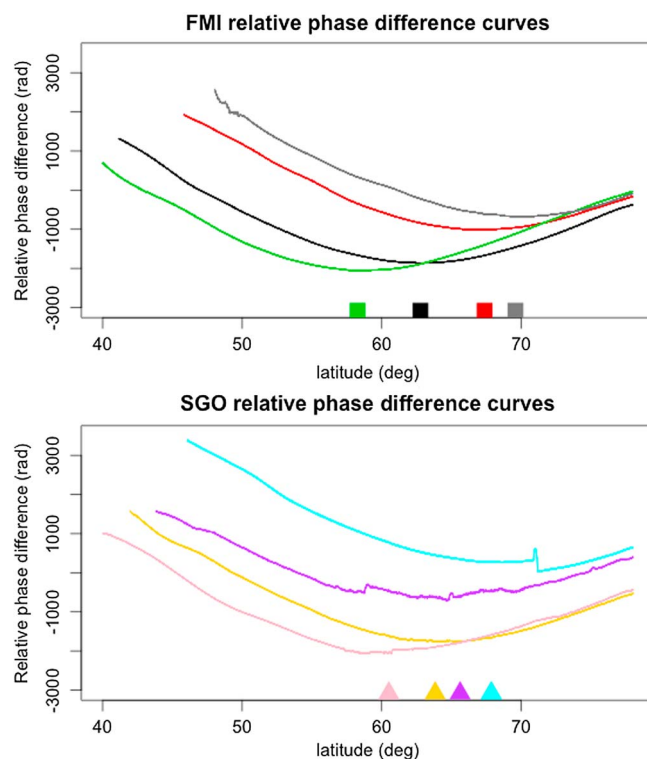 FMI relative phase difference curves
Relative phase difference (rad)
3000
1000
-1000
-3000
40 50 60 70
latitude (deg)
SGO relative phase difference curves
Relative phase difference (rad)
3000
1000
-1000
-3000
40 50 60 70
latitude (deg)